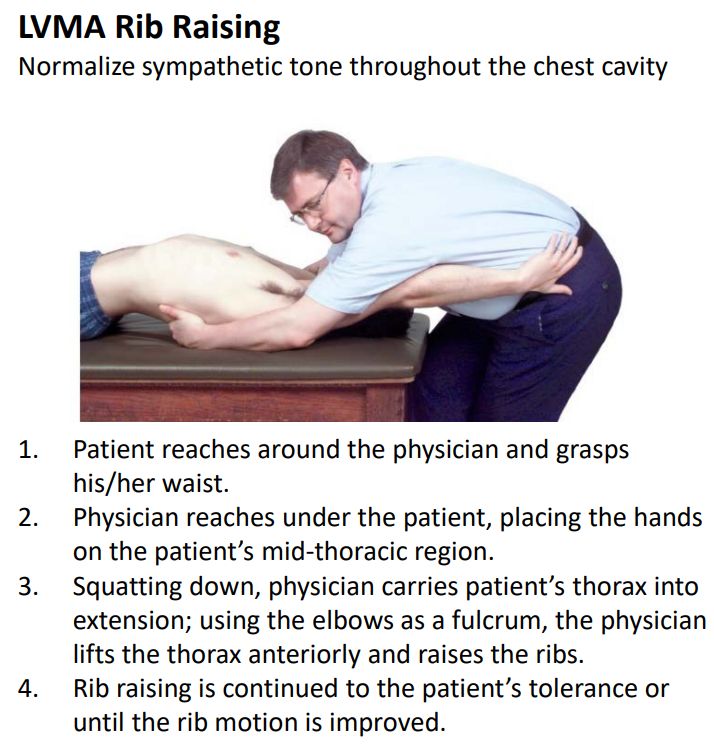 LVMA Rib Raising
Normalize sympathetic tone throughout the chest cavity
1. Patient reaches around the physician and grasps
his/her waist.
2. Physician reaches under the patient, placing the hands
on the patient's mid-thoracic region.
3. Squatting down, physician carries patient's thorax into
extension; using the elbows as a fulcrum, the physician
lifts the thorax anteriorly and raises the ribs.
4. Rib raising is continued to the patient's tolerance or
until the rib motion is improved.